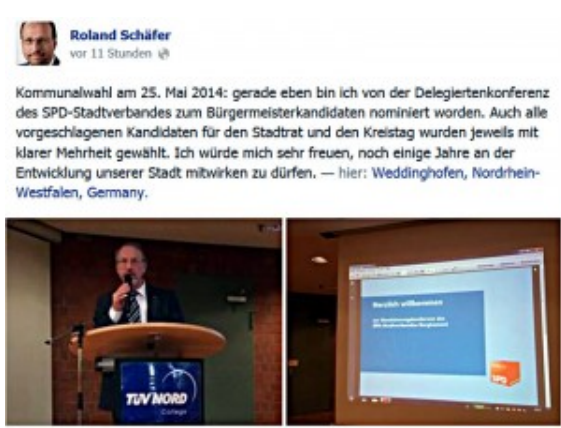 Roland Schäfer
vor 11 Stunden
Kommunalwahl am 25. Mai 2014: gerade eben bin ich von der Delegiertenkonferenz
des SPD-Stadtverbandes zum Bürgermeisterkandidaten nominiert worden. Auch alle
vorgeschlagenen Kandidaten für den Stadtrat und den Kreistag wurden jeweils mit
klarer Mehrheit gewählt. Ich würde mich sehr freuen, noch einige Jahre an der
Entwicklung unserer Stadt mitwirken zu dürfen. — hier: Weddinghofen, Nordrhein-
Westfalen, Germany.
TÜV NORD
College
Herzlich willkommen
SPD